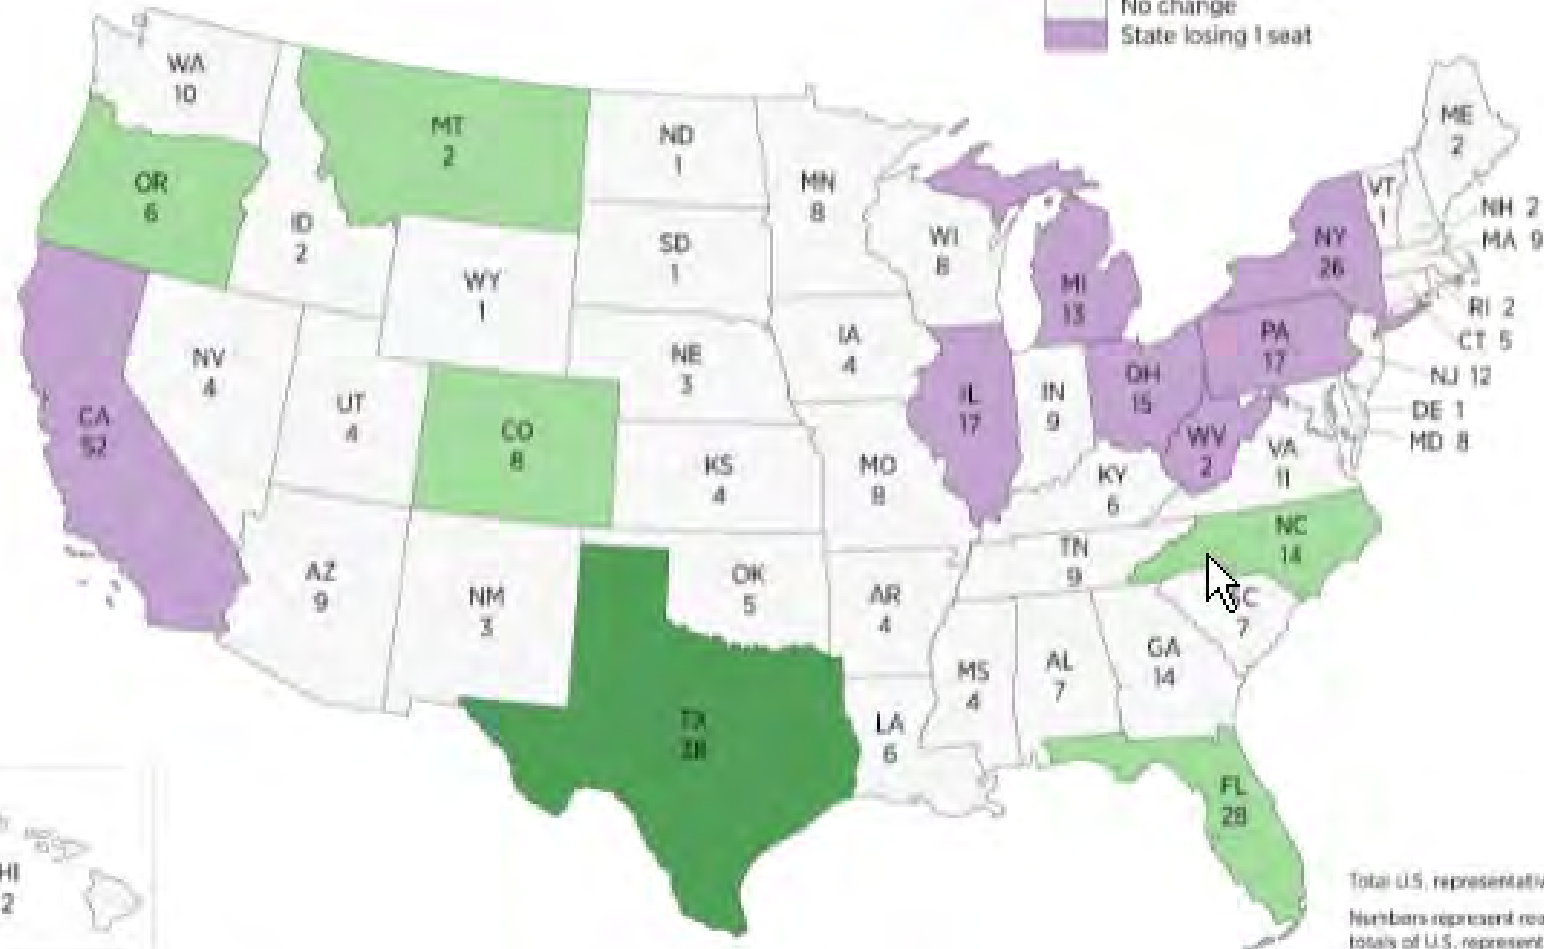 No change
State losing 1 seat
WA
10
MT
2
ND
1
ME
2
OR
6
MN
8
VT
1
NH 2
ID
2
SD
1
WI
8
NY
26
MA 9
WY
1
MI
13
RI 2
CT 5
PA
17
IA
4
NV
4
NE
3
NJ 12
OH
15
IN
9
IL
17
DE 1
MD 8
UT
4
CA
52
CO
8
WV
2
VA
11
KS
4
MO
8
KY
6
NC
14
TN
9
AZ
9
NM
3
OK
5
AR
4
SC
7
MS
4
AL
7
GA
14
TX
38
LA
6
FL
28
HI
2
Total U.S.
Numbers represent
totals of U.S.